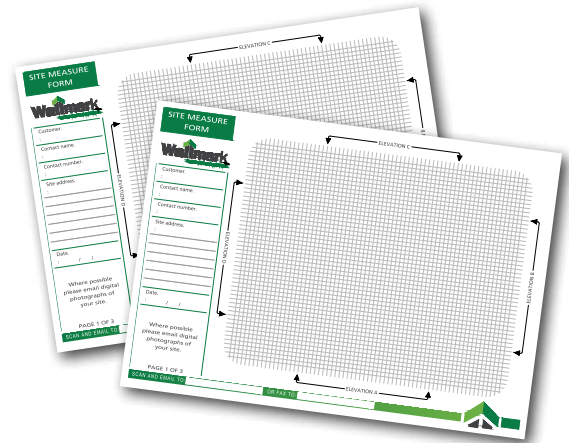 SITE MEASURE
FORM
Wallmark
Customer.
Contact name.
Contact number.
Site address.
Date.
: / /
Where possible
please email digital
photographs of
your site.
PAGE 1 OF 3
SCAN AND EMAIL TO
ELEVATION C
ELEVATION D
SITE MEASURE
FORM
Wallmark
Customer.
:
Contact name
:
Contact number.
Site address.
Date.
: / /
Where possible
please email digital
photographs of
your site.
PAGE 1 OF 3
SCAN AND EMAIL TO
OR FAX TO
ELEVATION C
ELEVATION D
ELEVATION B
ELEVATION A